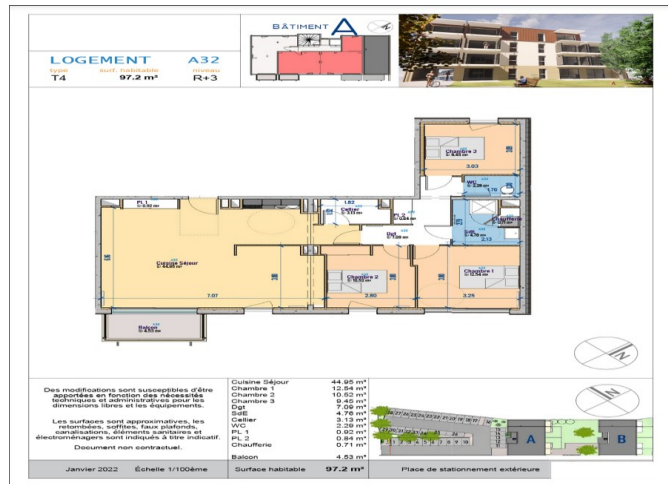 BÂTIMENT A
LOGEMENT A32
type surf. habitable niveau
T4 97.2 m² R+3
Chambre 3
3.03
WC
1.82
PL 1
Cellier
PL 2
Chaufferie
SdE
2.12
Dgt
Cuisine Séjour
Chambre 2
Chambre 1
7.07
2.80
3.25
Balcon
N
N
Des modifications sont susceptibles d'être
apportées en fonction des nécessités
techniques et administratives pour les
dimensions libres et les équipements.
Les surfaces sont approximatives, les
retombées, soffites, faux plafonds,
canalisations, éléments sanitaires et
électroménagers sont indiqués à titre indicatif.
Document non contractuel.
Cuisine Séjour 44.95 m²
Chambre 1 12.54 m²
Chambre 2 10.52 m²
Chambre 3 9.45 m²
Dgt 7.09 m²
SdE 4.76 m²
Cellier 3.13 m²
WC 2.29 m²
PL 1 0.92 m²
PL 2 0.84 m²
Chaufferie 0.71 m²
Balcon 4.53 m²
A
B
Janvier 2022 Échelle 1/100ème Surface habitable 97.2 m² Place de stationnement extérieure